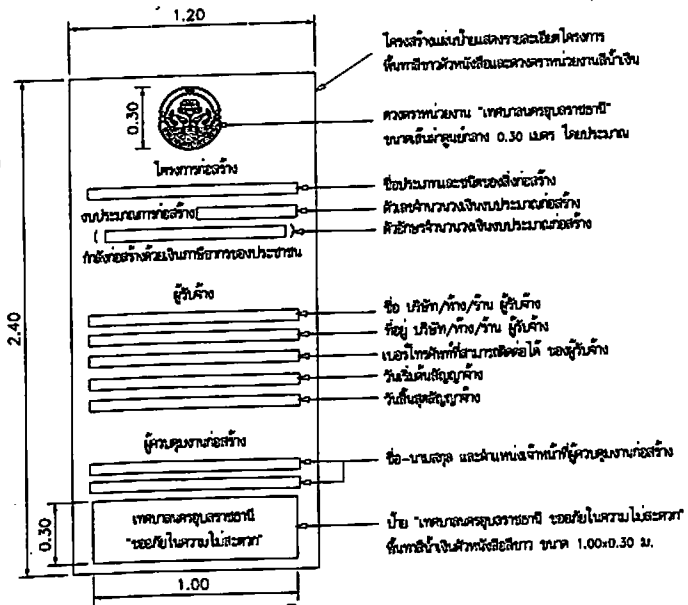 1.20
โครงสร้างแผ่นป้ายแสดงรายละเอียดโครงการ
พื้นทาสีขาวตัวหนังสือและดวงตราหน่วยงานสีน้ำเงิน
2.40
0.30
ดวงตราหน่วยงาน "เทศบาลนครอุบลราชธานี"
ขนาดเส้นผ่าศูนย์กลาง 0.30 เมตร โดยประมาณ
โครงการก่อสร้าง
ชื่อประเภทและชนิดของสิ่งก่อสร้าง
งบประมาณการก่อสร้าง
ตัวเลขจำนวนวงเงินงบประมาณก่อสร้าง
( )
ตัวอักษรจำนวนวงเงินงบประมาณก่อสร้าง
กำลังก่อสร้างด้วยเงินภาษีอากรของประชาชน
ผู้รับจ้าง
ชื่อ บริษัท/ห้าง/ร้าน ผู้รับจ้าง
ที่อยู่ บริษัท/ห้าง/ร้าน ผู้รับจ้าง
เบอร์โทรศัพท์ที่สามารถติดต่อได้ ของผู้รับจ้าง
วันเริ่มต้นสัญญาจ้าง
วันสิ้นสุดสัญญาจ้าง
ผู้ควบคุมงานก่อสร้าง
ชื่อ-นามสกุล และตำแหน่งเจ้าหน้าที่ผู้ควบคุมงานก่อสร้าง
0.30
เทศบาลนครอุบลราชธานี
"ขออภัยในความไม่สะดวก"
ป้าย "เทศบาลนครอุบลราชธานี ขออภัยในความไม่สะดวก"
พื้นทาสีน้ำเงินตัวหนังสือสีขาว ขนาด 1.00x0.30 ม.
1.00